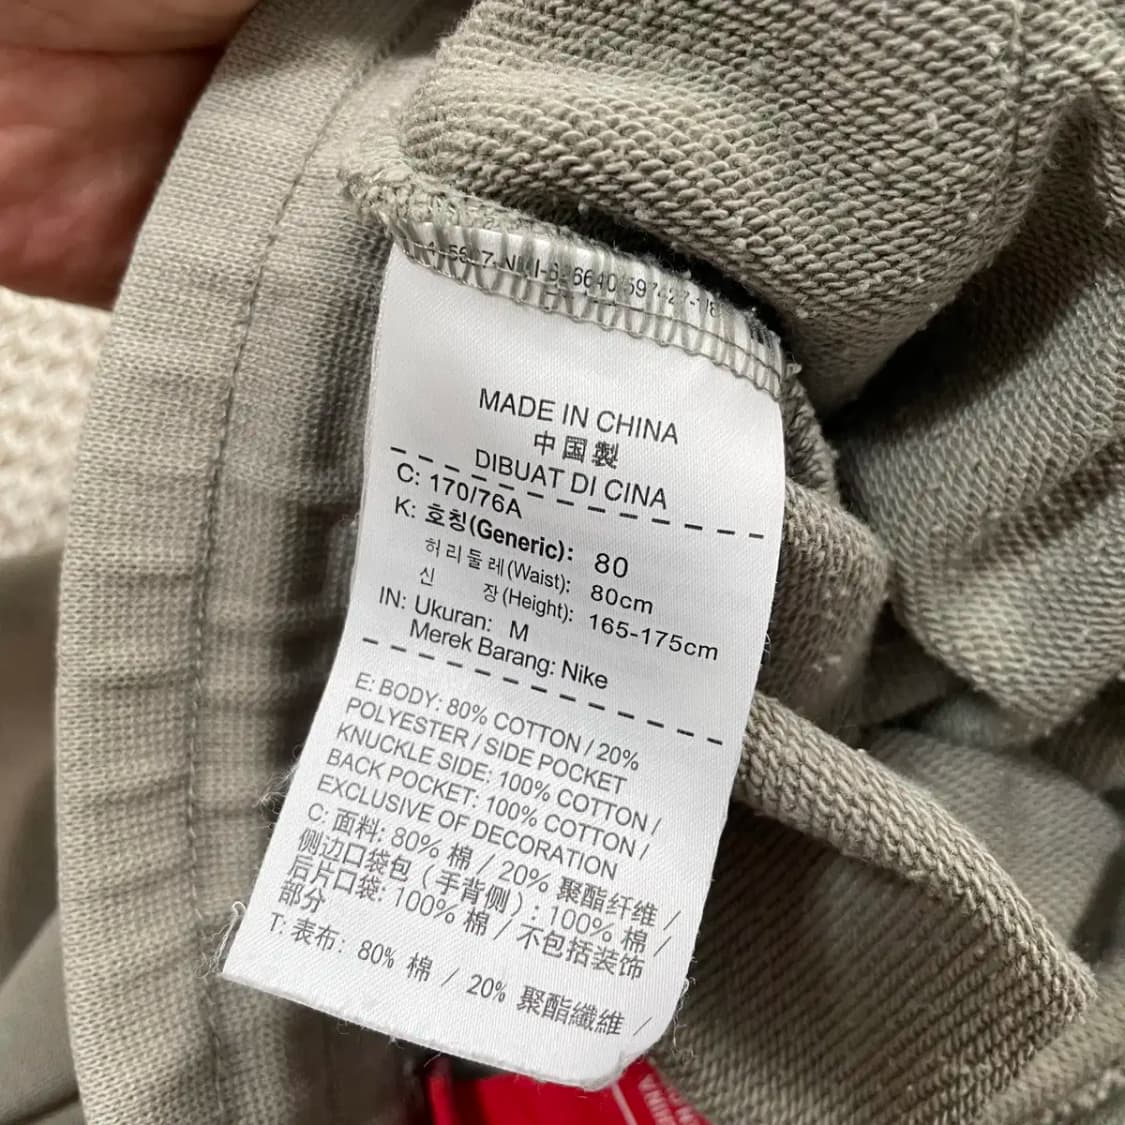 MADE IN CHINA
中国製
DIBUAT DI CINA
C: 170/76A
K: 호칭(Generic): 80
허리둘레(Waist): 80cm
신 장(Height): 165-175cm
IN: Ukuran: M
Merek Barang: Nike
E: BODY: 80% COTTON / 20%
POLYESTER / SIDE POCKET
KNUCKLE SIDE: 100% COTTON /
BACK POCKET: 100% COTTON /
EXCLUSIVE OF DECORATION
C: 面料: 80% 棉 / 20% 聚酯纤维 /
侧边口袋包（手背侧）: 100% 棉 /
后片口袋: 100% 棉 / 不包括装饰
部分
T: 表布: 80% 棉 / 20% 聚酯纖維 /